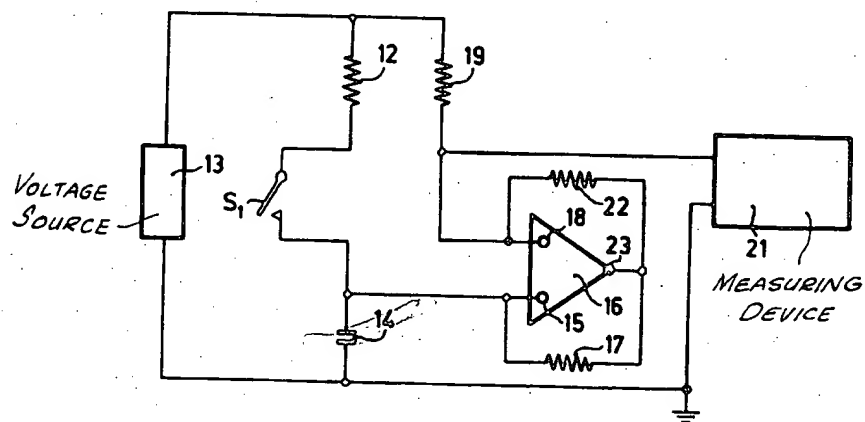 12
19
13
VOLTAGE
SOURCE
S1
22
18
23
21
16
15
MEASURING
DEVICE
14
17